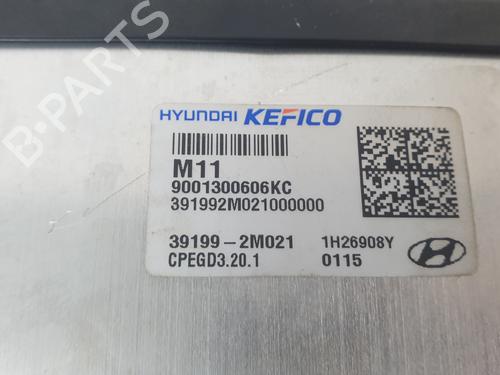 HYUNDAI KEFICO
M11
9001300606KC
391992M021000000
39199-2M021 1H26908Y
CPEGD3.20.1 0115
B-PARTS